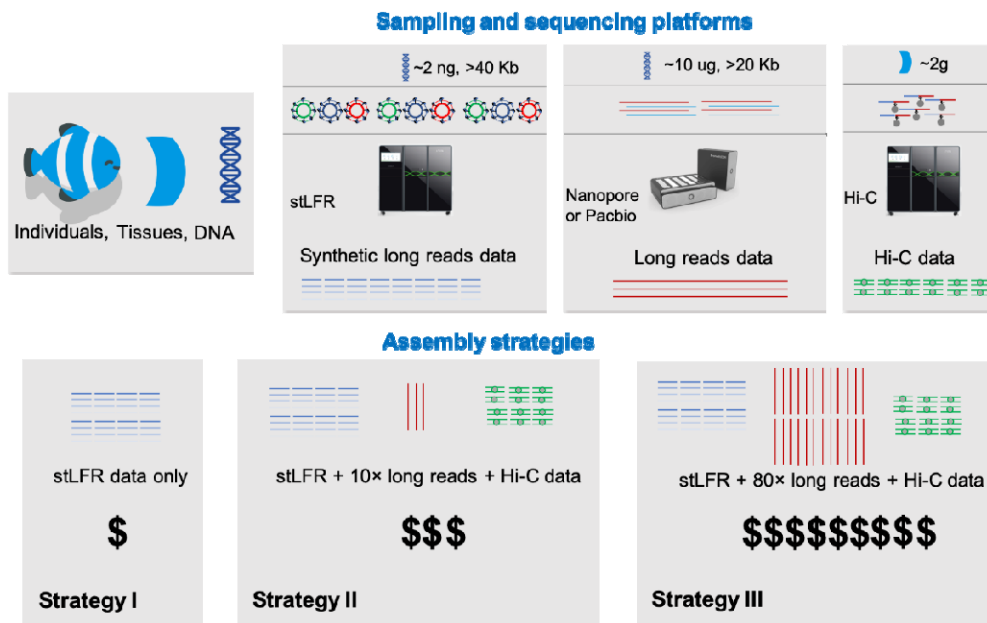 Sampling and sequencing platforms
~2 ng, >40 Kb
~10 ug, >20 Kb
~2g
Individuals, Tissues, DNA
stLFR
Nanopore
or Pacbio
Hi-C
Synthetic long reads data
Long reads data
Hi-C data
Assembly strategies
stLFR data only
$
Strategy I
stLFR + 10× long reads + Hi-C data
$$$
Strategy II
stLFR + 80× long reads + Hi-C data
$$$$$$$$$
Strategy III